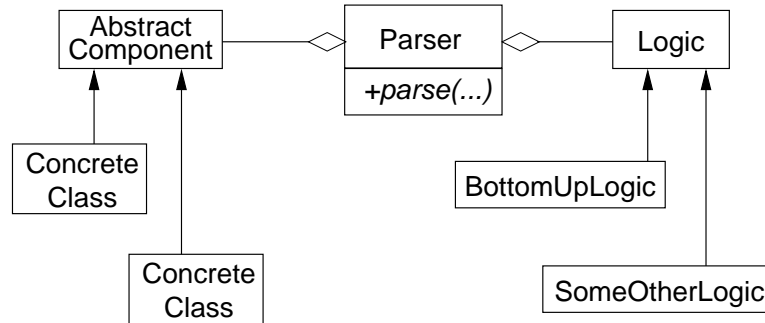 Abstract
Component
Parser
+parse(...)
Logic
Concrete
Class
BottomUpLogic
Concrete
Class
SomeOtherLogic